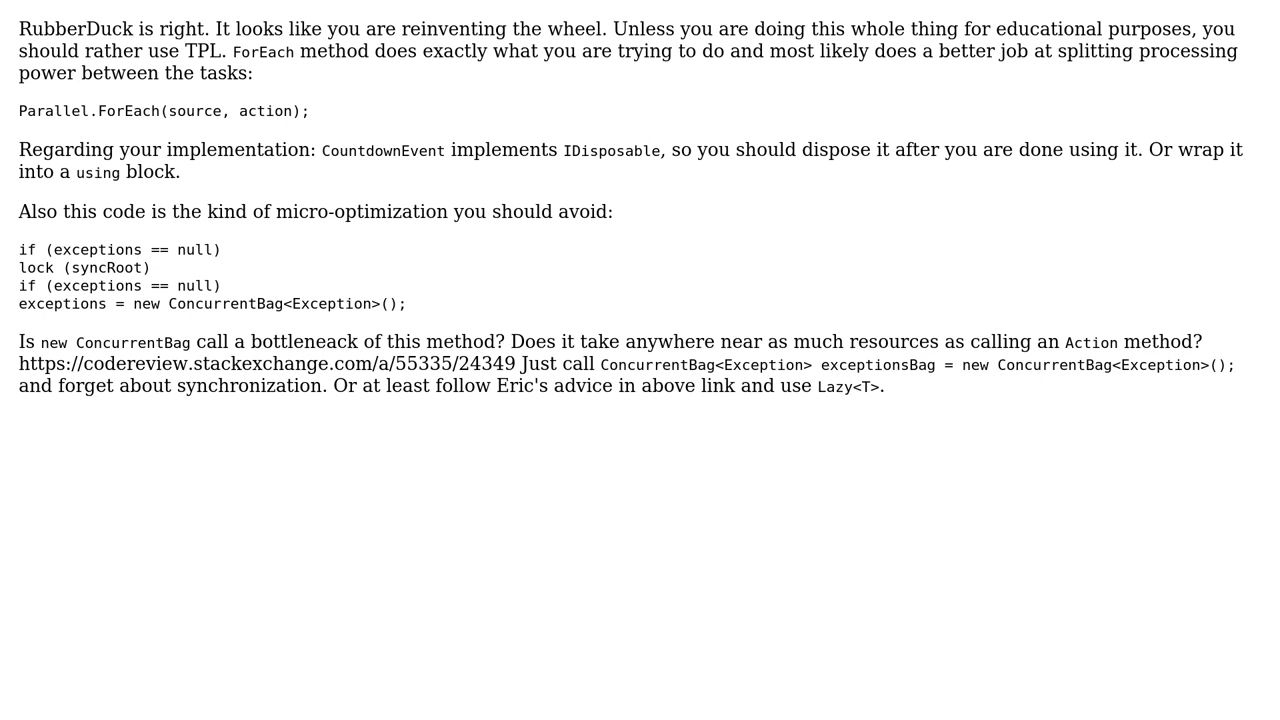 RubberDuck is right. It looks like you are reinventing the wheel. Unless you are doing this whole thing for educational purposes, you
should rather use TPL. ForEach method does exactly what you are trying to do and most likely does a better job at splitting processing
power between the tasks:
Parallel.ForEach(source, action);
Regarding your implementation: CountdownEvent implements IDisposable, so you should dispose it after you are done using it. Or wrap it
into a using block.
Also this code is the kind of micro-optimization you should avoid:
if (exceptions == null)
lock (syncRoot)
if (exceptions == null)
exceptions = new ConcurrentBag<Exception>();
Is new ConcurrentBag call a bottleneack of this method? Does it take anywhere near as much resources as calling an Action method?
https://codereview.stackexchange.com/a/55335/24349 Just call ConcurrentBag<Exception> exceptionsBag = new ConcurrentBag<Exception>();
and forget about synchronization. Or at least follow Eric's advice in above link and use Lazy<T>.